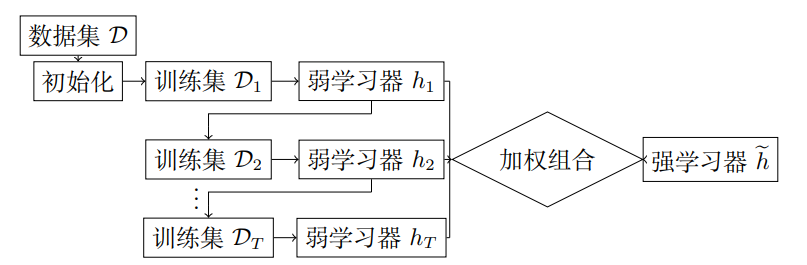 数据集 𝒟
初始化
训练集 𝒟₁
弱学习器 h₁
训练集 𝒟₂
弱学习器 h₂
加权组合
强学习器 h̃
⋮
训练集 𝒟_T
弱学习器 h_T